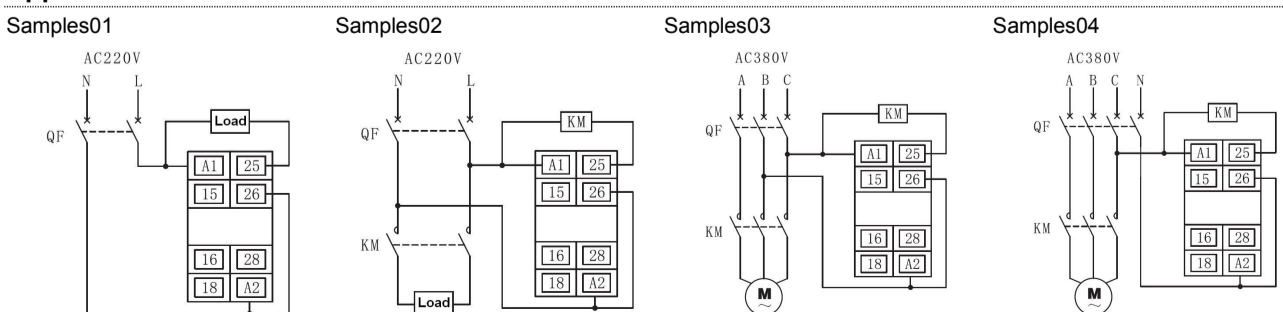 Samples01
AC220V
N L
QF
Load
A1 25
15 26
16 28
18 A2
Samples02
AC220V
N L
QF
KM
A1 25
15 26
KM
16 28
18 A2
Load
Samples03
AC380V
A B C
QF
KM
A1 25
15 26
KM
16 28
18 A2
M
~
Samples04
AC380V
A B C N
QF
KM
A1 25
15 26
KM
16 28
18 A2
M
~